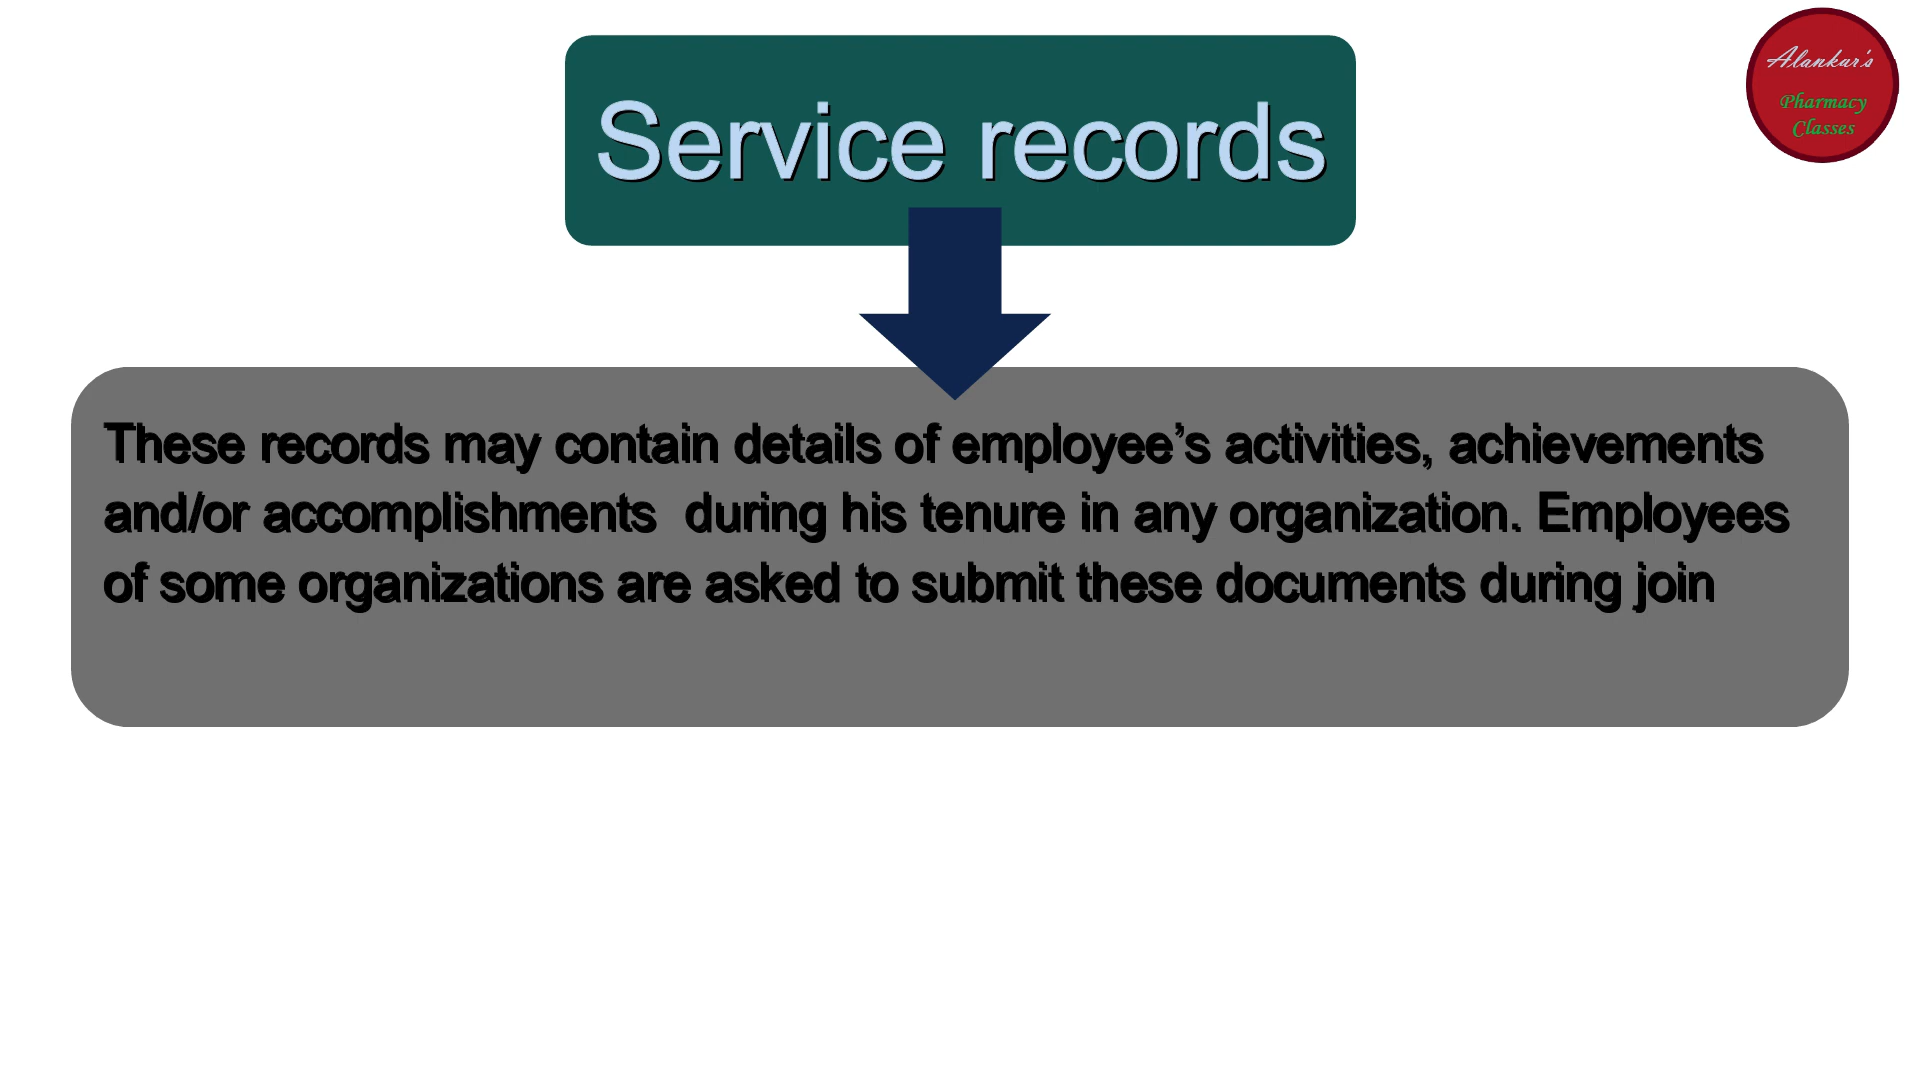 Service records
Alankar's
Pharmacy
Classes
These records may contain details of employee’s activities, achievements
and/or accomplishments  during his tenure in any organization. Employees
of some organizations are asked to submit these documents during join